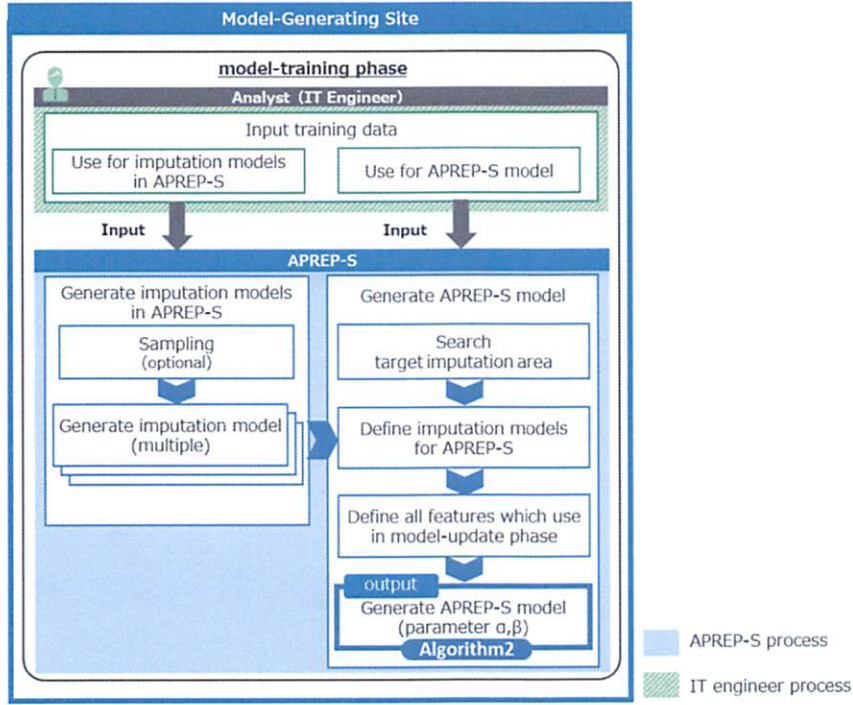 Model-Generating Site
model-training phase
Analyst (IT Engineer)
Input training data
Use for imputation models
in APREP-S
Use for APREP-S model
Input
Input
APREP-S
Generate imputation models
in APREP-S
Sampling
(optional)
Generate imputation model
(multiple)
Generate APREP-S model
Search
target imputation area
Define imputation models
for APREP-S
Define all features which use
in model-update phase
output
Generate APREP-S model
(parameter α,β)
Algorithm2
APREP-S process
IT engineer process